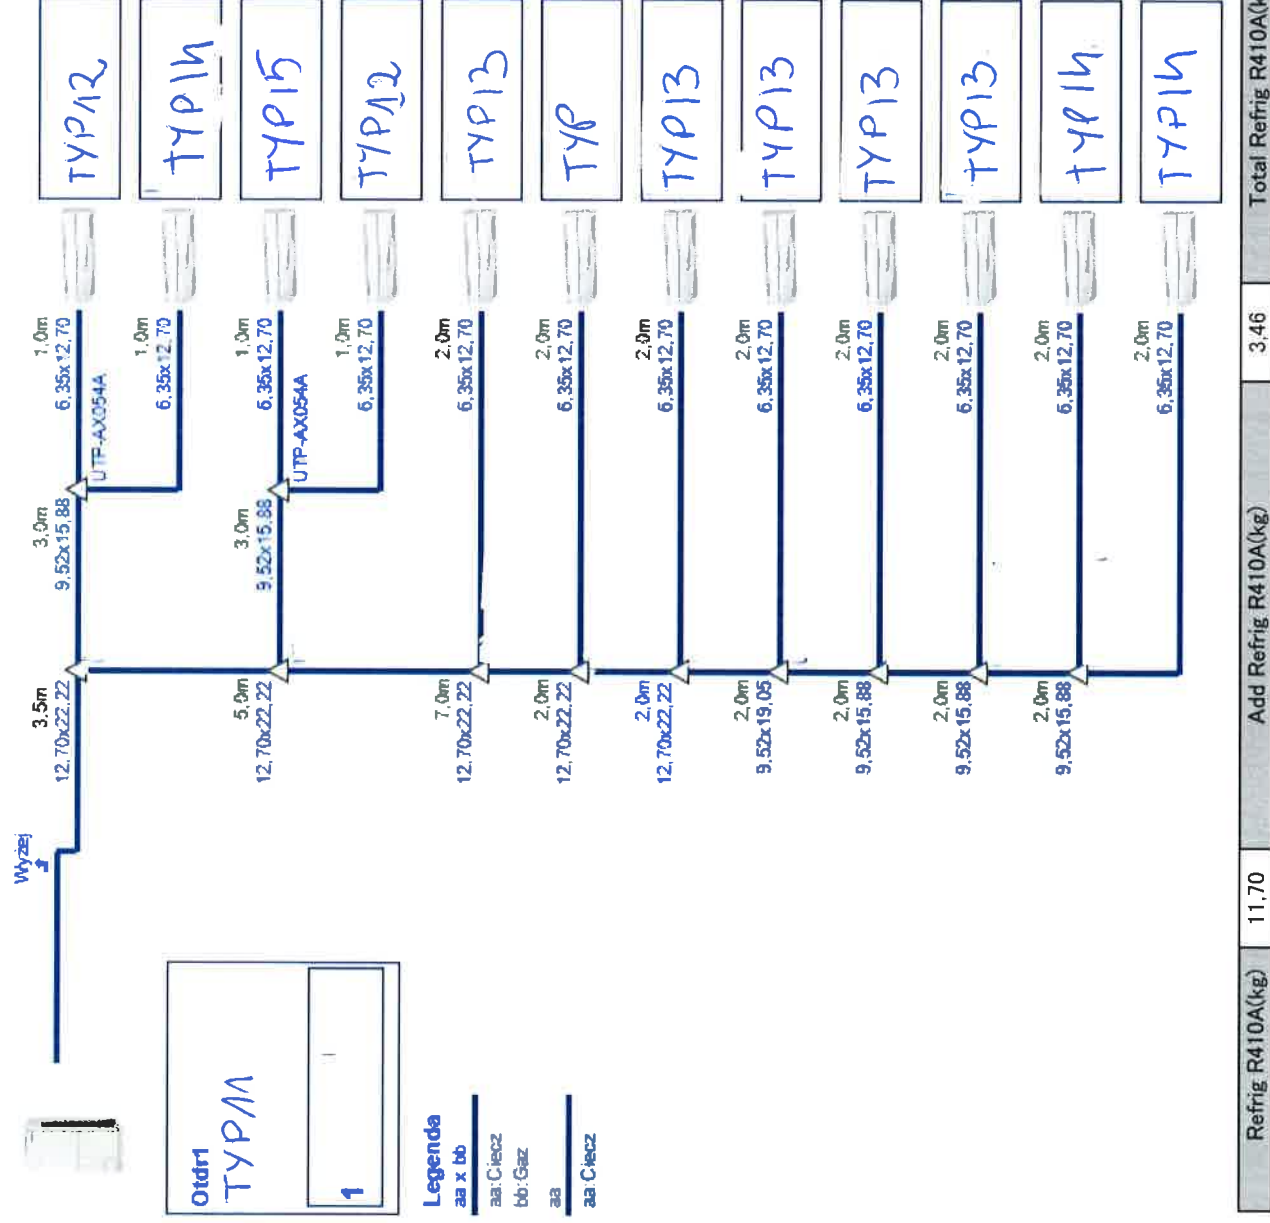 Wyżej
3,5m
12,70x22,22
3,0m
9,52x15,88
UTP-AX054A
1,0m
6,35x12,70
TYP12
1,0m
6,35x12,70
TYP14
Otdr1
TYP11
1
5,0m
12,70x22,22
3,0m
9,52x15,88
UTP-AX054A
1,0m
6,35x12,70
TYP15
1,0m
6,35x12,70
TYP12
Legenda
aa x bb
aa:Ciecz
bb:Gaz
aa
aa:Ciecz
7,0m
12,70x22,22
2,0m
6,35x12,70
TYP13
2,0m
12,70x22,22
2,0m
6,35x12,70
TYP
2,0m
12,70x22,22
2,0m
6,35x12,70
TYP13
2,0m
9,52x19,05
2,0m
6,35x12,70
TYP13
2,0m
9,52x15,88
2,0m
6,35x12,70
TYP13
2,0m
9,52x15,88
2,0m
6,35x12,70
TYP13
2,0m
9,52x15,88
2,0m
6,35x12,70
TYP14
2,0m
6,35x12,70
TYP14
Refrig R410A(kg) 11,70 Add Refrig R410A(kg) 3,46 Total Refrig R410A(k